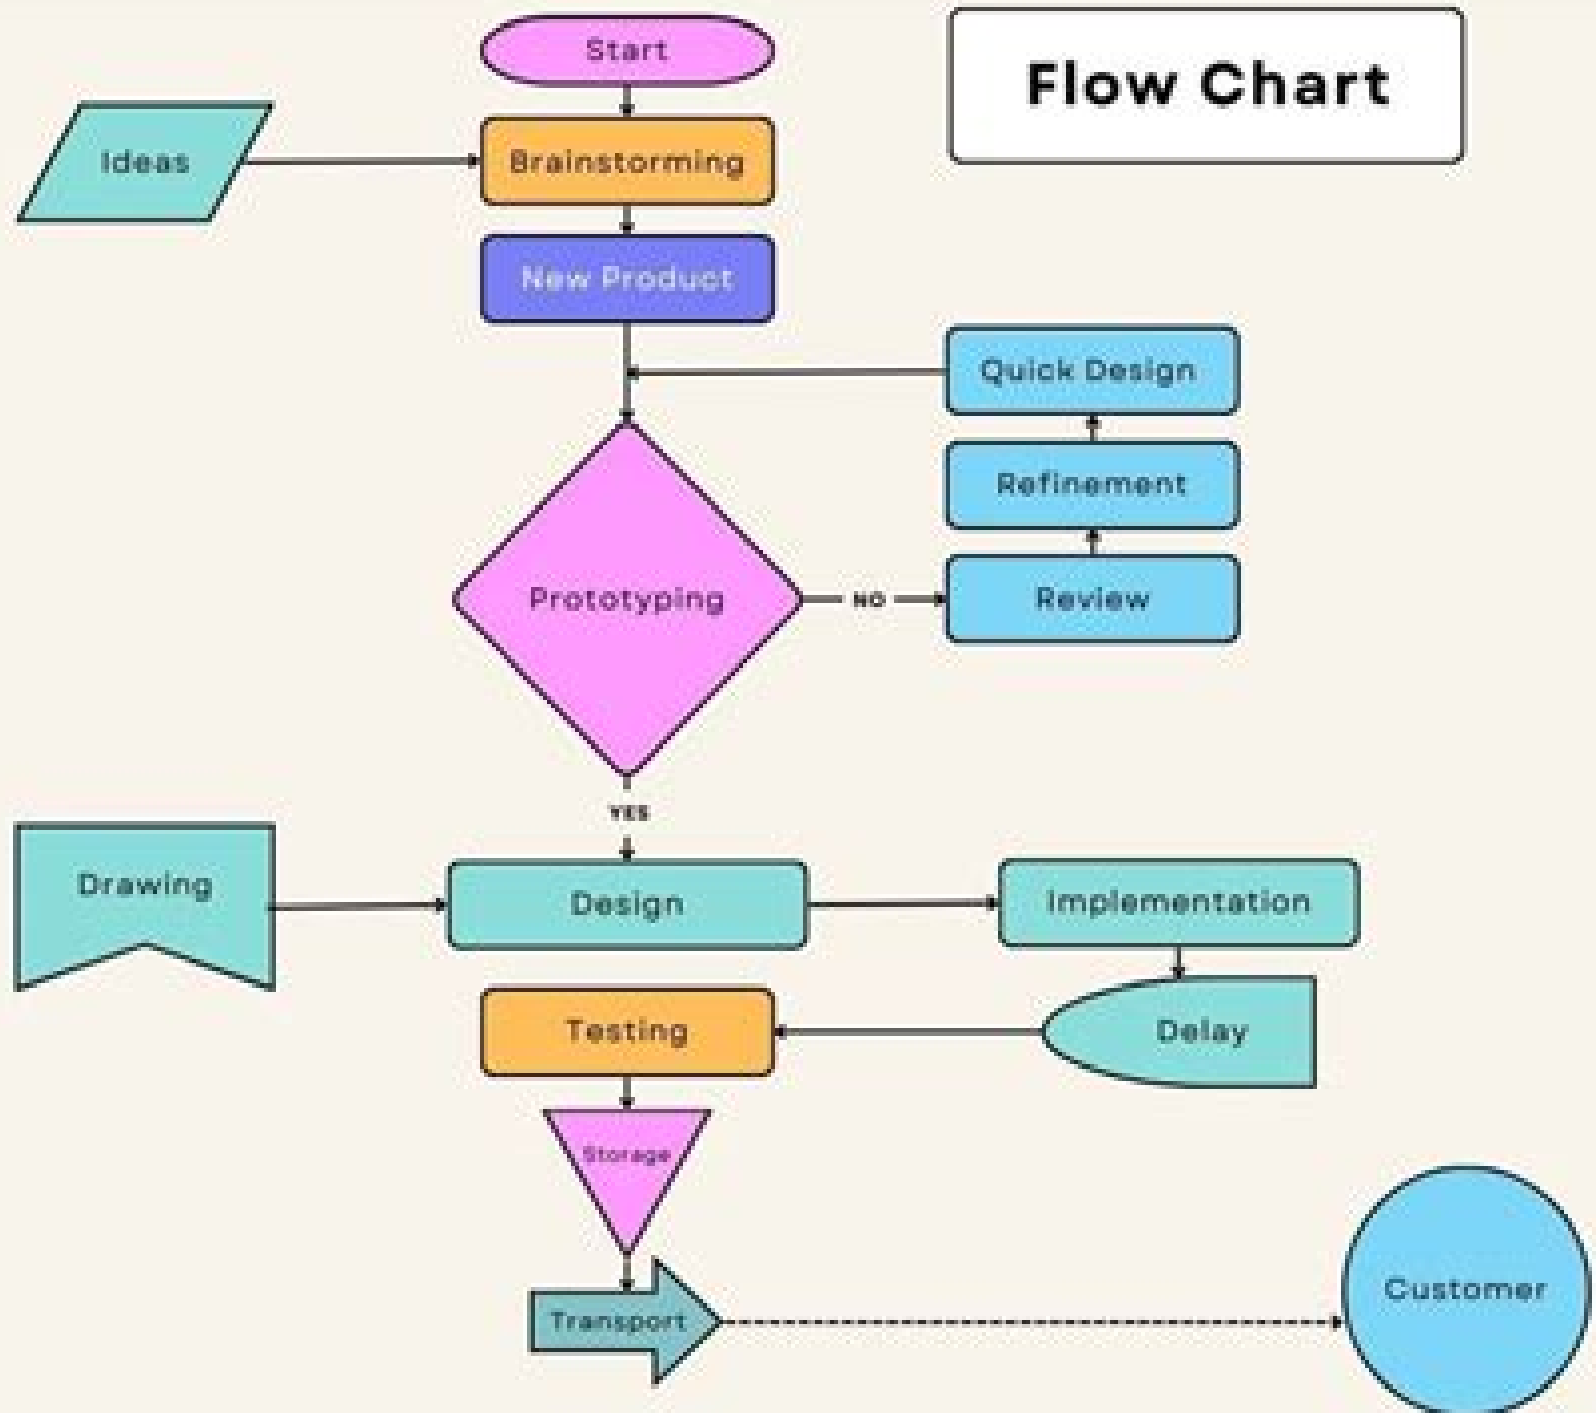 Start
Flow Chart
Ideas
Brainstorming
New Product
Quick Design
Refinement
Prototyping
NO
Review
YES
Drawing
Design
Implementation
Testing
Delay
Storage
Transport
Customer